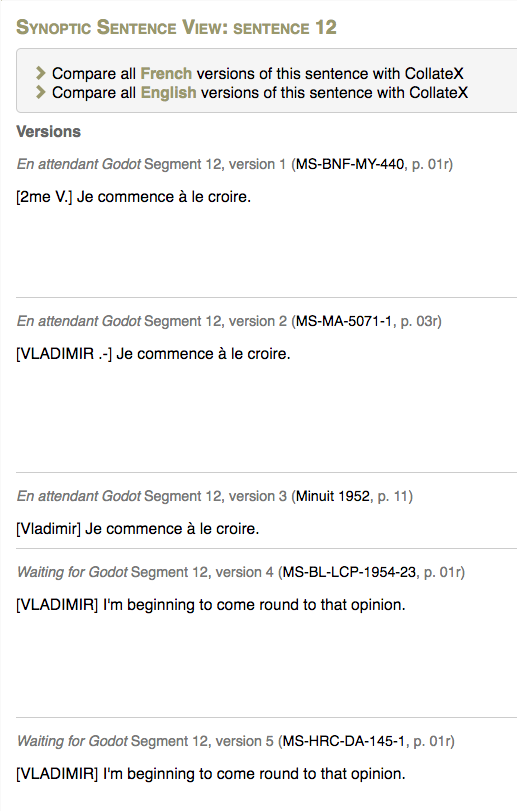 SYNOPTIC SENTENCE VIEW: SENTENCE 12
Compare all French versions of this sentence with CollateX
Compare all English versions of this sentence with CollateX
Versions
En attendant Godot Segment 12, version 1 (MS-BNF-MY-440, p. 01r)
[2me V.] Je commence à le croire.
En attendant Godot Segment 12, version 2 (MS-MA-5071-1, p. 03r)
[VLADIMIR .-] Je commence à le croire.
En attendant Godot Segment 12, version 3 (Minuit 1952, p. 11)
[Vladimir] Je commence à le croire.
Waiting for Godot Segment 12, version 4 (MS-BL-LCP-1954-23, p. 01r)
[VLADIMIR] I'm beginning to come round to that opinion.
Waiting for Godot Segment 12, version 5 (MS-HRC-DA-145-1, p. 01r)
[VLADIMIR] I'm beginning to come round to that opinion.